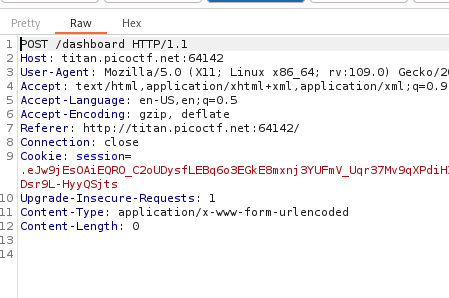 Pretty Raw Hex
1 POST /dashboard HTTP/1.1
2 Host: titan.picoctf.net:64142
3 User-Agent: Mozilla/5.0 (X11; Linux x86_64; rv:109.0) Gecko/20
4 Accept: text/html,application/xhtml+xml,application/xml;q=0.9
5 Accept-Language: en-US,en;q=0.5
6 Accept-Encoding: gzip, deflate
7 Referer: http://titan.picoctf.net:64142/
8 Connection: close
9 Cookie: session=
.eJw9jEsOAiEQRO_C2oUDysfLEBq6o3EGkE8mxnj3YUFmV_Uqr37Mv9qXPdiH
Dsr9L-HyyQSjts
10 Upgrade-Insecure-Requests: 1
11 Content-Type: application/x-www-form-urlencoded
12 Content-Length: 0
13
14